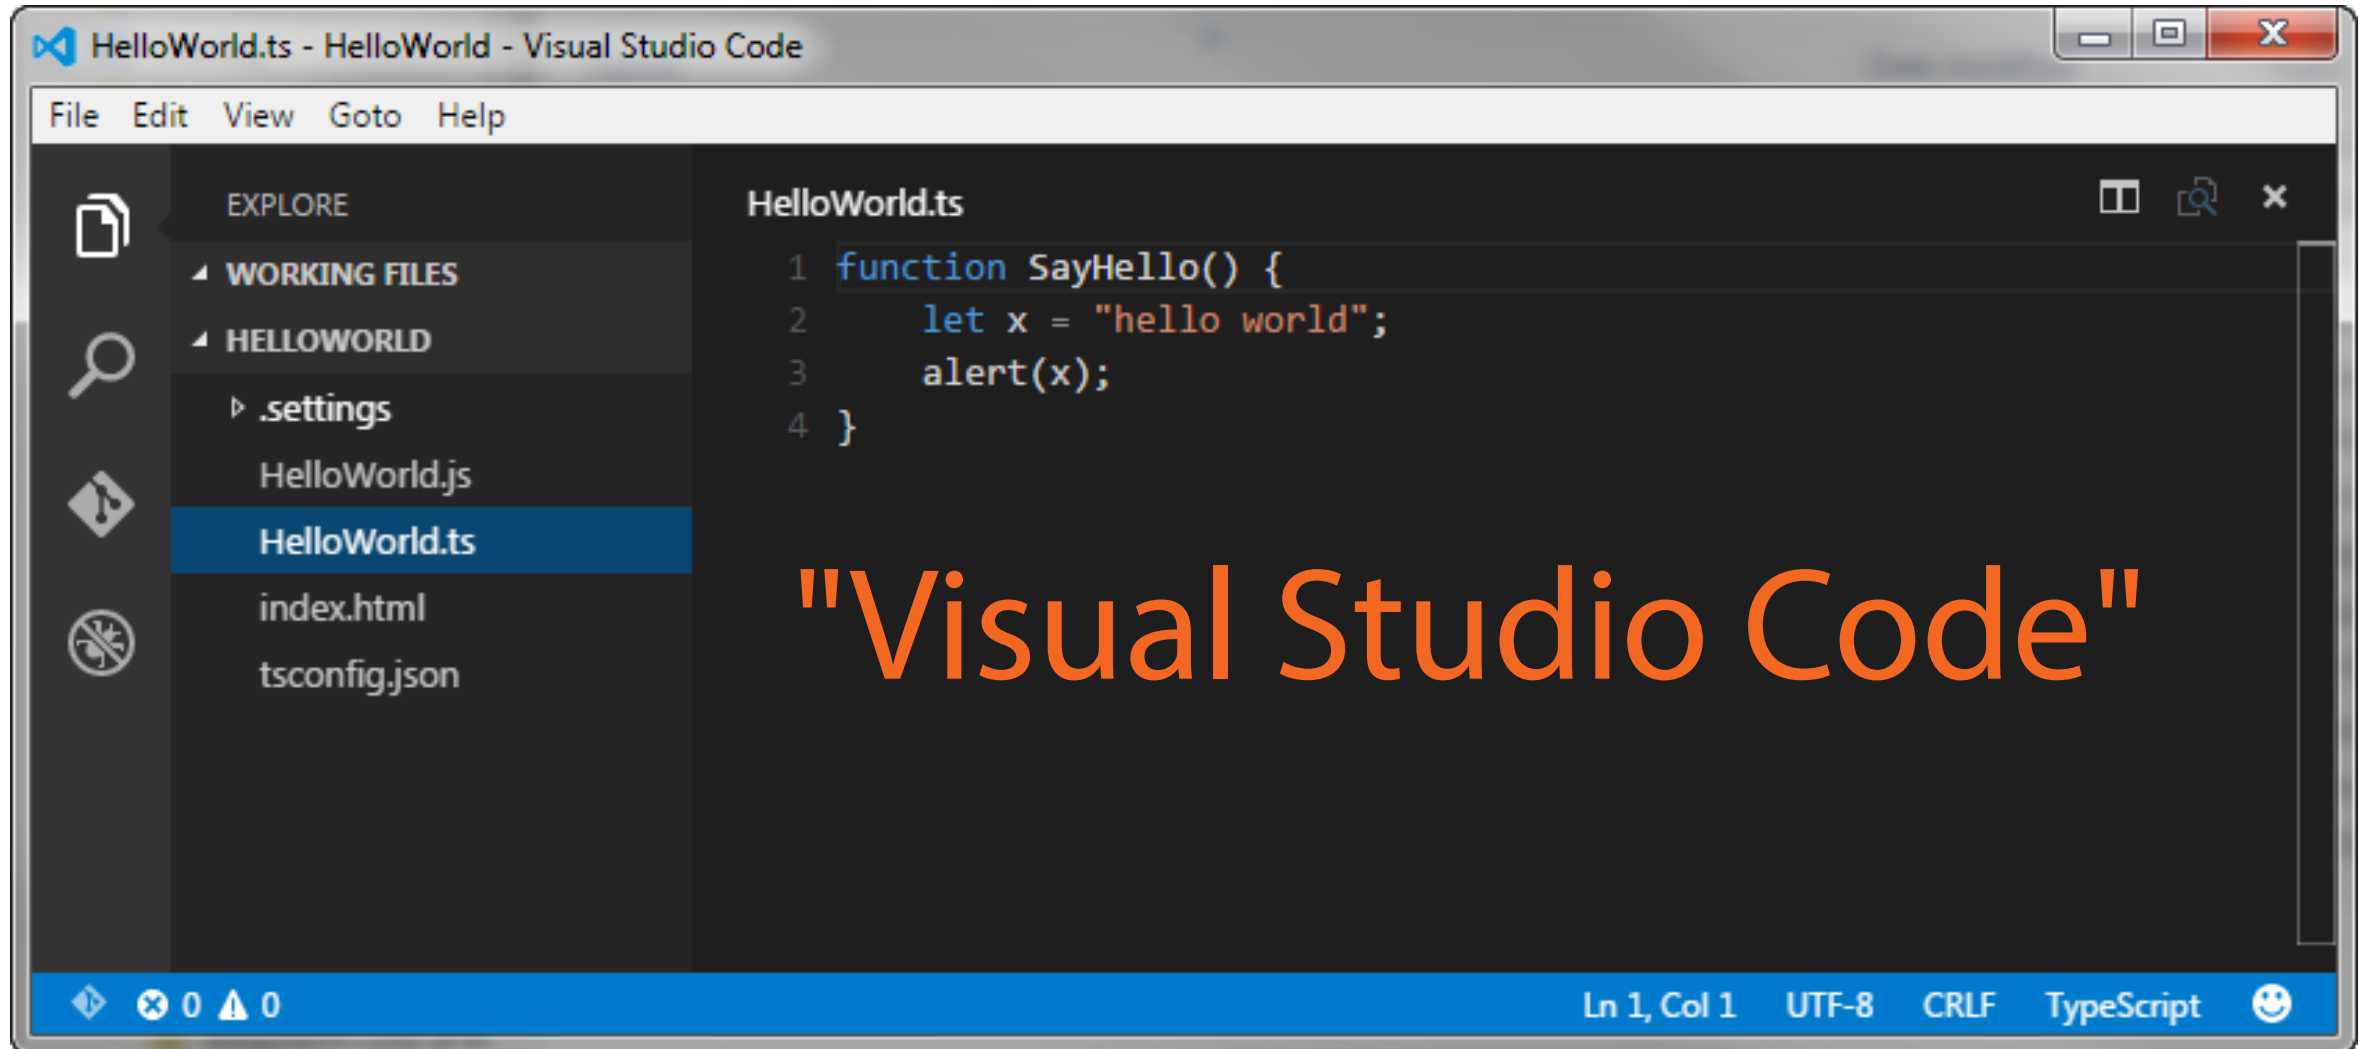 HelloWorld.ts - HelloWorld - Visual Studio Code
File Edit View Goto Help
EXPLORE
WORKING FILES
HELLOWORLD
.settings
HelloWorld.js
HelloWorld.ts
index.html
tsconfig.json
HelloWorld.ts
1 function SayHello() {
2     let x = "hello world";
3     alert(x);
4 }
"Visual Studio Code"
0 0
Ln 1, Col 1 UTF-8 CRLF TypeScript